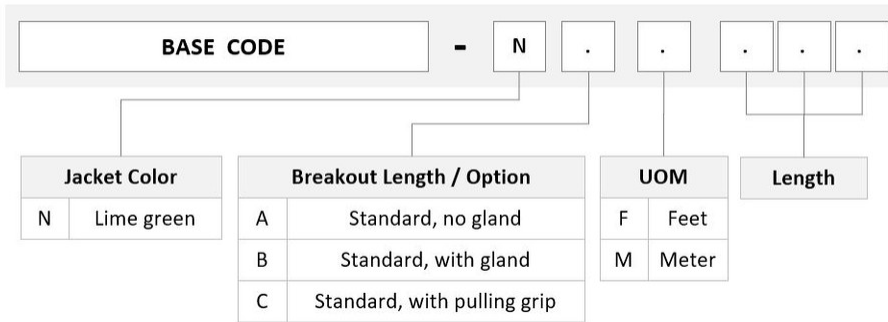 BASE CODE - N . . . . .
Jacket Color
N Lime green
Breakout Length / Option
A Standard, no gland
B Standard, with gland
C Standard, with pulling grip
UOM
F Feet
M Meter
Length